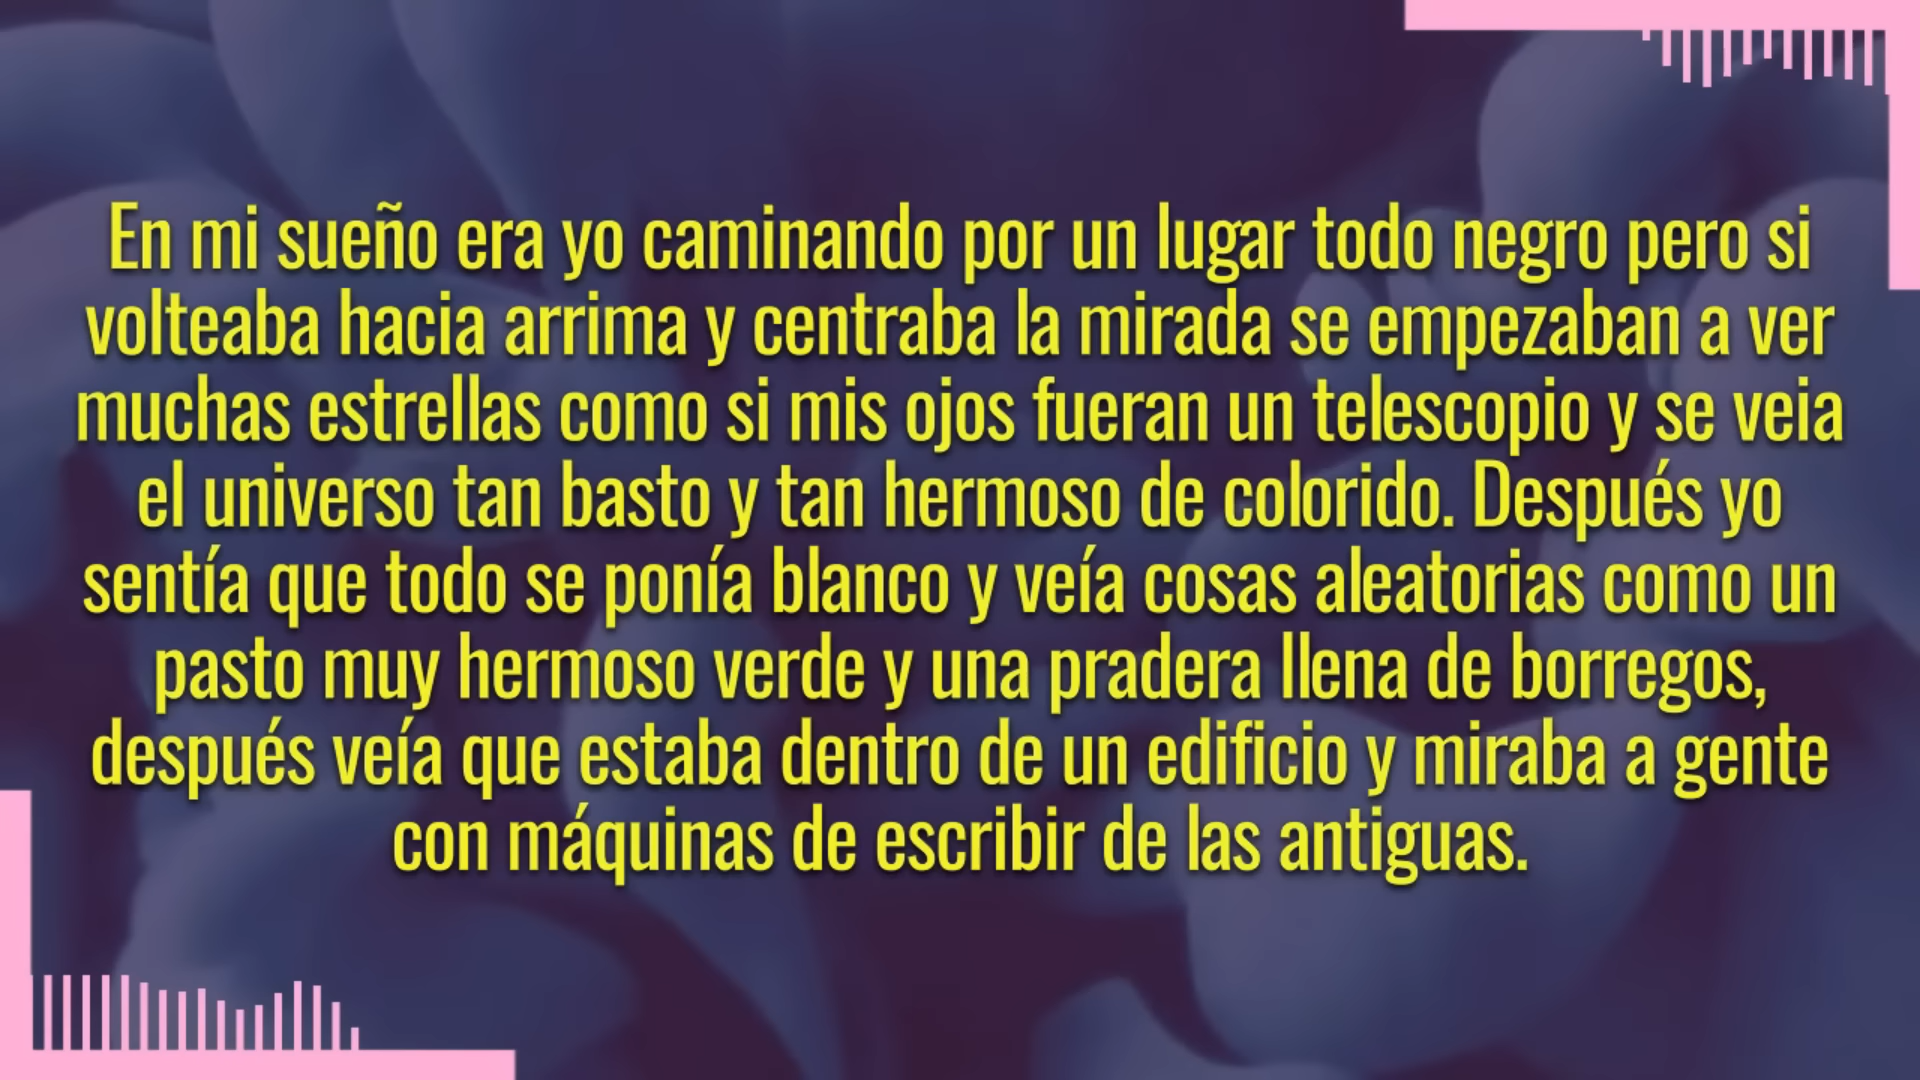 En mi sueño era yo caminando por un lugar todo negro pero si
volteaba hacia arrima y centraba la mirada se empezaban a ver
muchas estrellas como si mis ojos fueran un telescopio y se veia
el universo tan basto y tan hermoso de colorido. Después yo
sentía que todo se ponía blanco y veía cosas aleatorias como un
pasto muy hermoso verde y una pradera llena de borregos,
después veía que estaba dentro de un edificio y miraba a gente
con máquinas de escribir de las antiguas.